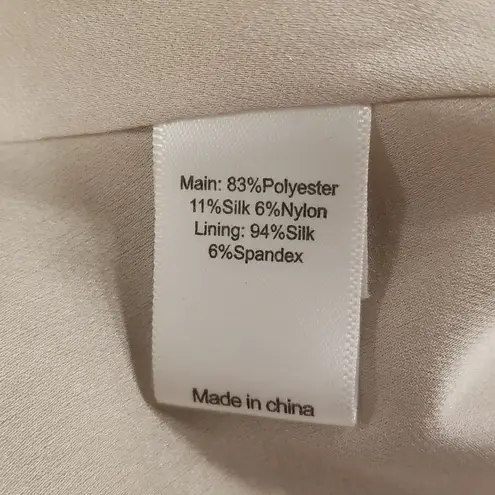 Main: 83%Polyester
11%Silk 6%Nylon
Lining: 94%Silk
6%Spandex
Made in china